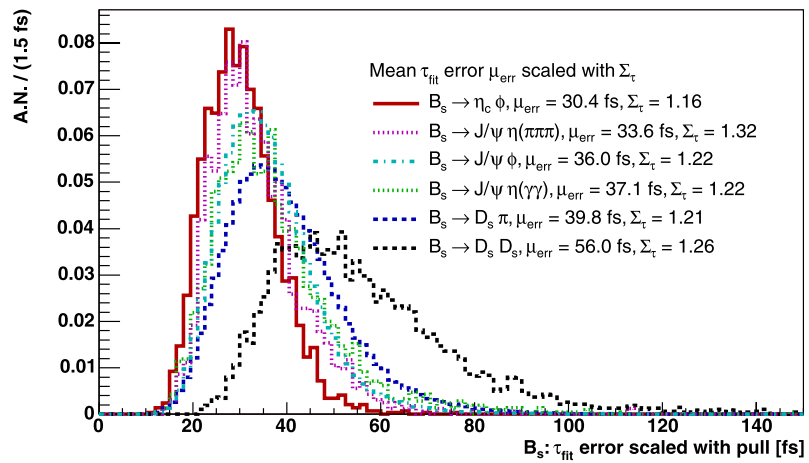 A.N. / (1.5 fs)
0.08
0.07
0.06
0.05
0.04
0.03
0.02
0.01
0
Mean τfit error μerr scaled with Στ
Bs → ηc ϕ, μerr = 30.4 fs, Στ = 1.16
Bs → J/ψ η(πππ), μerr = 33.6 fs, Στ = 1.32
Bs → J/ψ ϕ, μerr = 36.0 fs, Στ = 1.22
Bs → J/ψ η(γγ), μerr = 37.1 fs, Στ = 1.22
Bs → Ds π, μerr = 39.8 fs, Στ = 1.21
Bs → Ds Ds, μerr = 56.0 fs, Στ = 1.26
0 20 40 60 80 100 120 140
Bs: τfit error scaled with pull [fs]